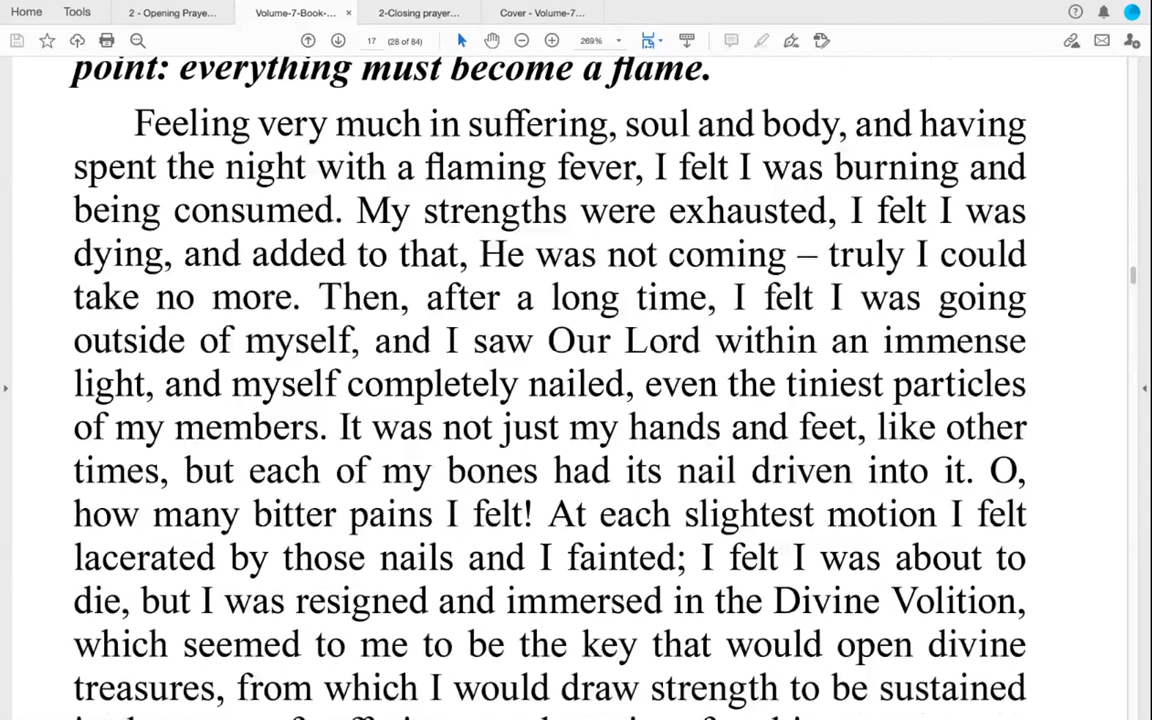 Home Tools 2 - Opening Praye... Volume-7-Book-... × 2-Closing prayer... Cover - Volume-7...
17 (28 of 84) 269%
point: everything must become a flame.
Feeling very much in suffering, soul and body, and having
spent the night with a flaming fever, I felt I was burning and
being consumed. My strengths were exhausted, I felt I was
dying, and added to that, He was not coming – truly I could
take no more. Then, after a long time, I felt I was going
outside of myself, and I saw Our Lord within an immense
light, and myself completely nailed, even the tiniest particles
of my members. It was not just my hands and feet, like other
times, but each of my bones had its nail driven into it. O,
how many bitter pains I felt! At each slightest motion I felt
lacerated by those nails and I fainted; I felt I was about to
die, but I was resigned and immersed in the Divine Volition,
which seemed to me to be the key that would open divine
treasures, from which I would draw strength to be sustained